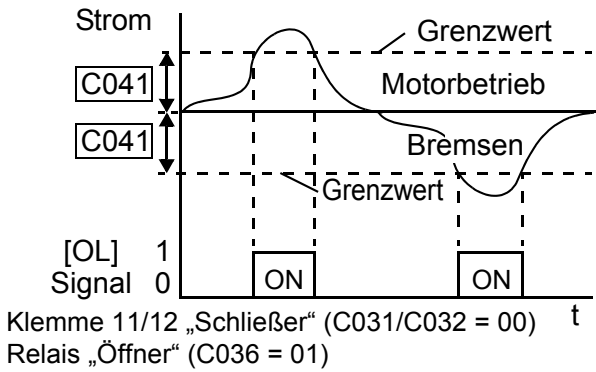 Strom
Grenzwert
C041
Motorbetrieb
C041
Bremsen
Grenzwert
[OL] 1
Signal 0
ON
ON
t
Klemme 11/12 „Schließer“ (C031/C032 = 00)
Relais „Öffner“ (C036 = 01)